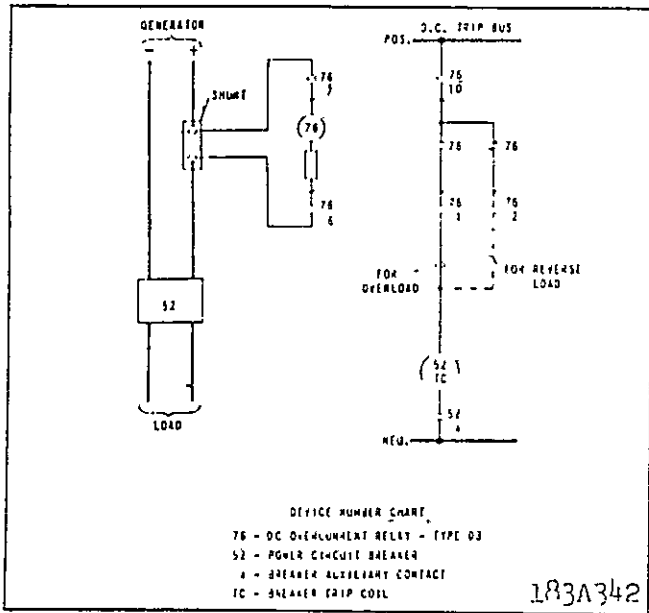 GENERATOR
- +
SHUNT
76
7
(76)
76
6
D.C. TRIP BUS
POS.
76
10
76 76
76 76
1 2
FOR OVERLOAD
FOR REVERSE LOAD
52
LOAD
52
TC
52
a
NEG.
DEVICE NUMBER CHART
76 - DC OVERCURRENT RELAY - TYPE D3
52 - POWER CIRCUIT BREAKER
a - BREAKER AUXILIARY CONTACT
TC - BREAKER TRIP COIL
183A342